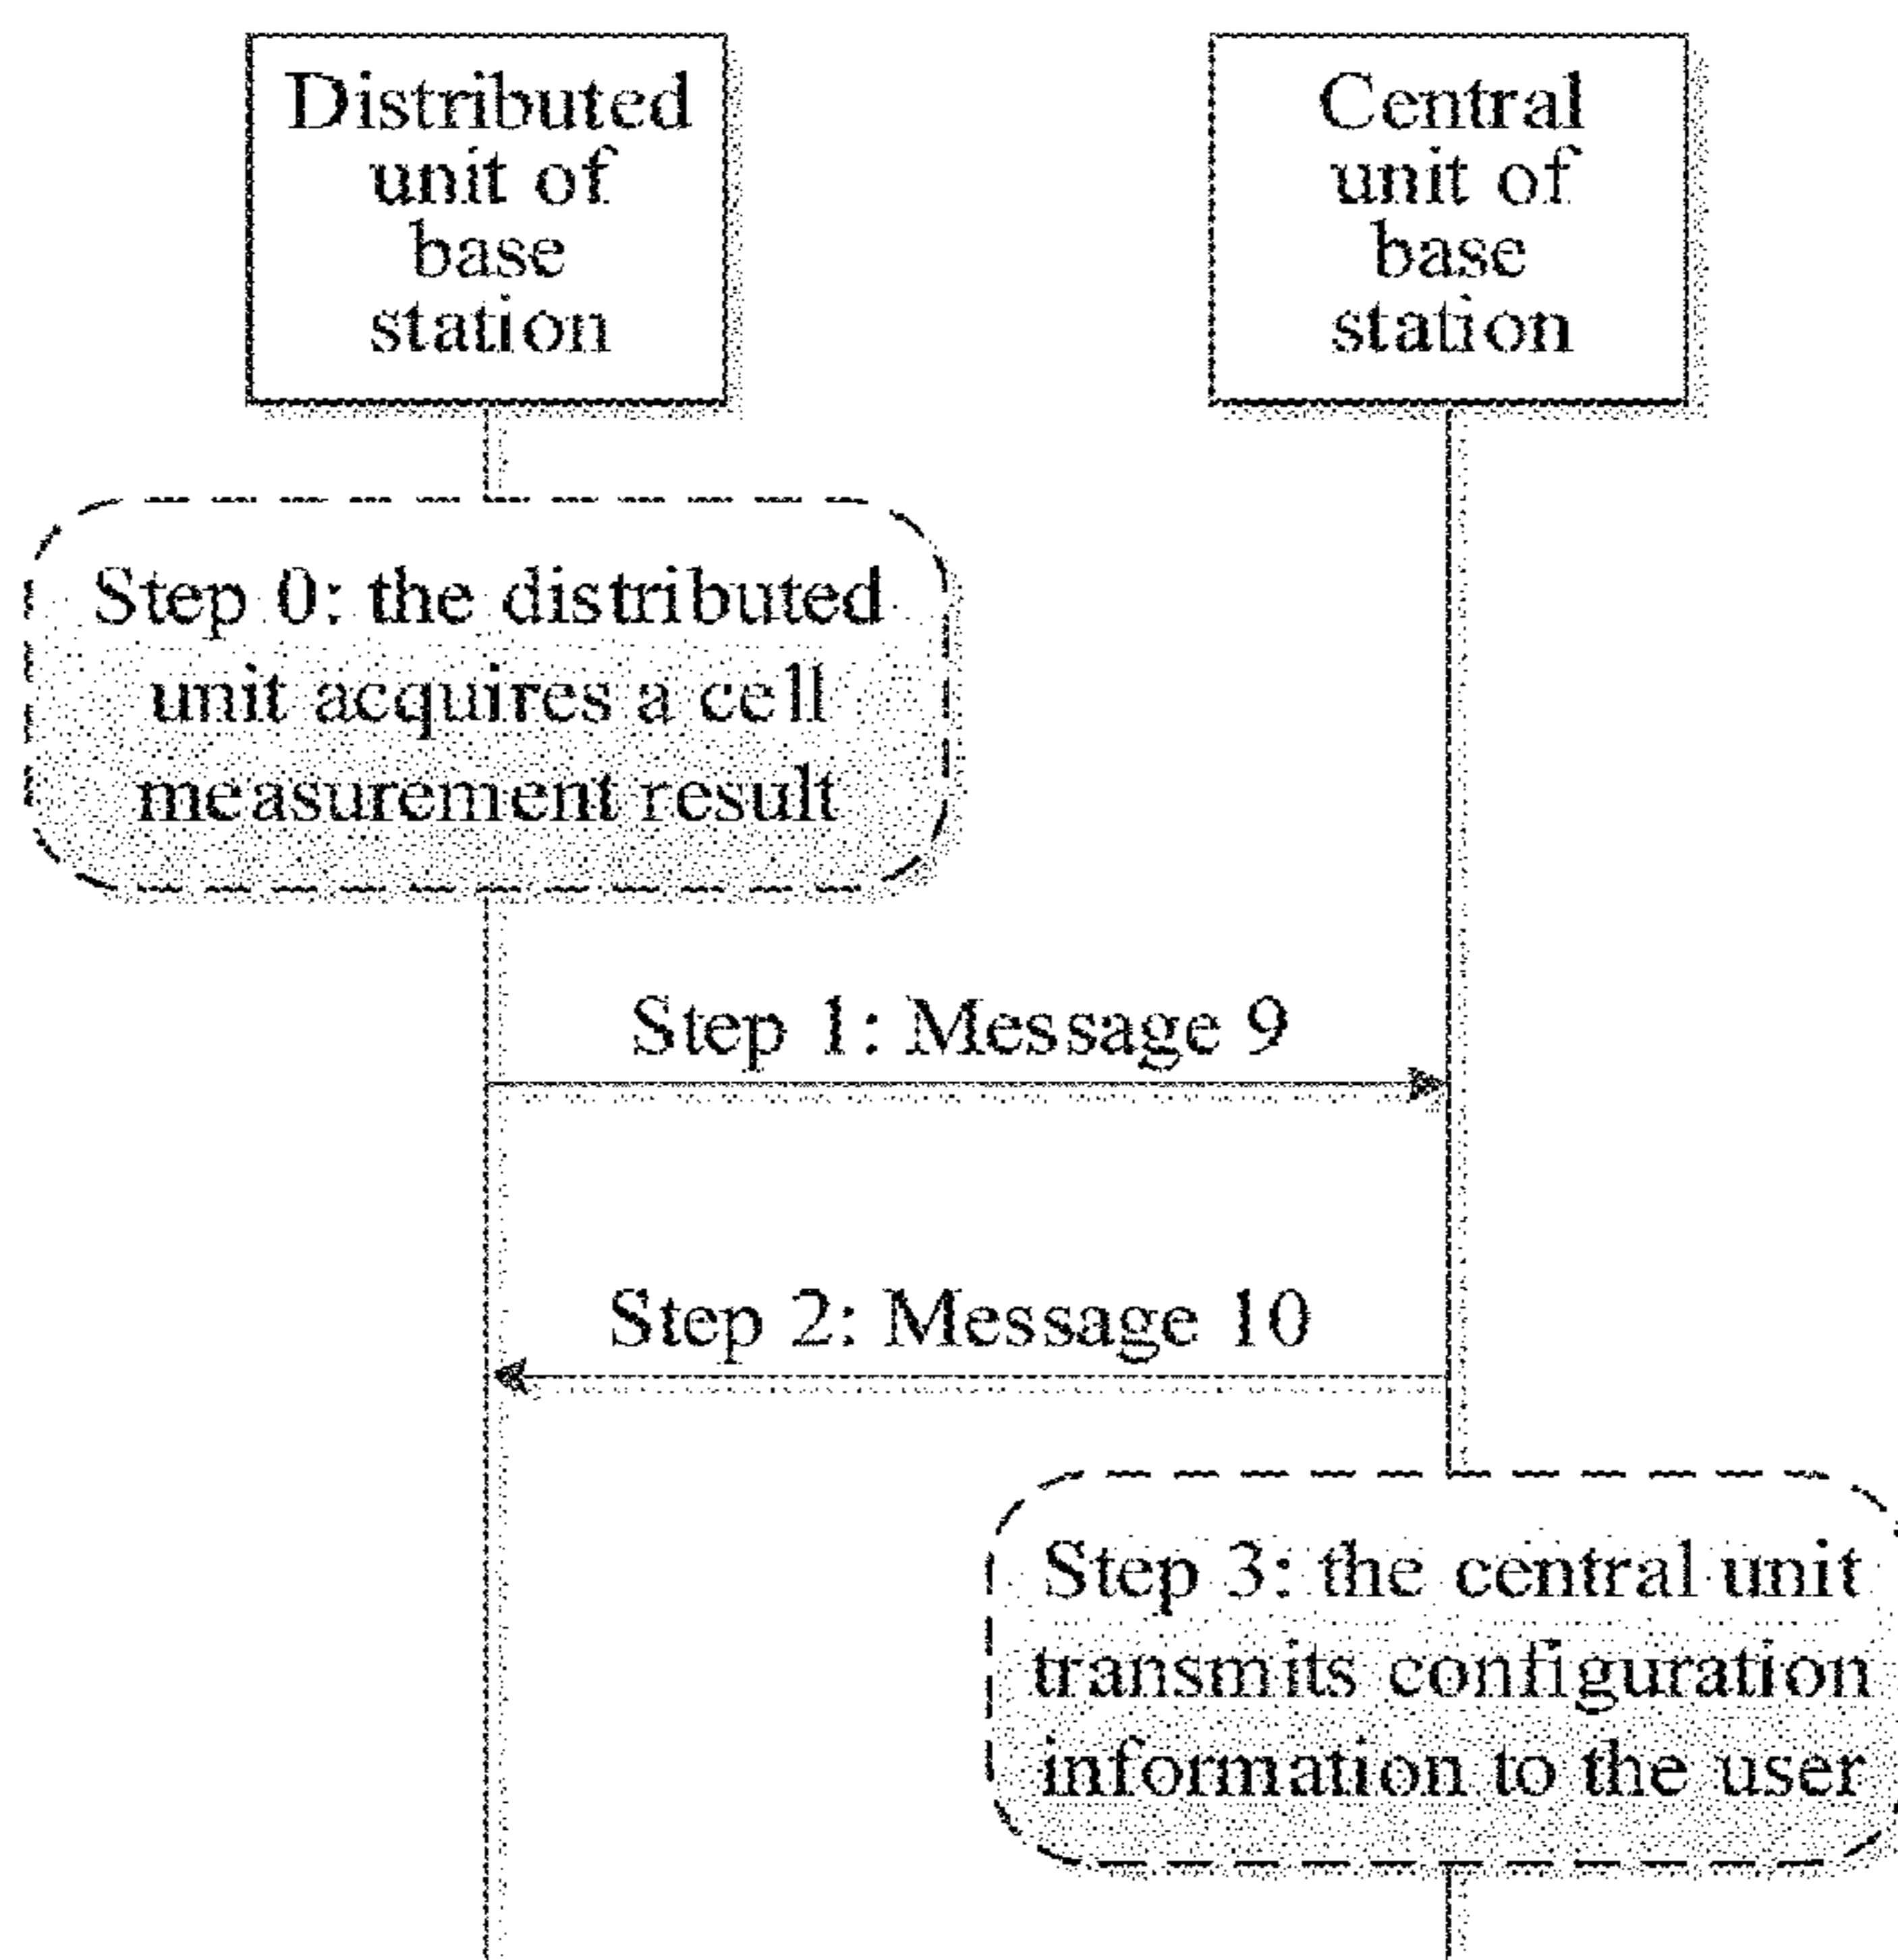 Distributed
unit of
base
station
Central
unit of
base
station
Step 0: the distributed
unit acquires a cell
measurement result
Step 1: Message 9
Step 2: Message 10
Step 3: the central unit
transmits configuration
information to the user